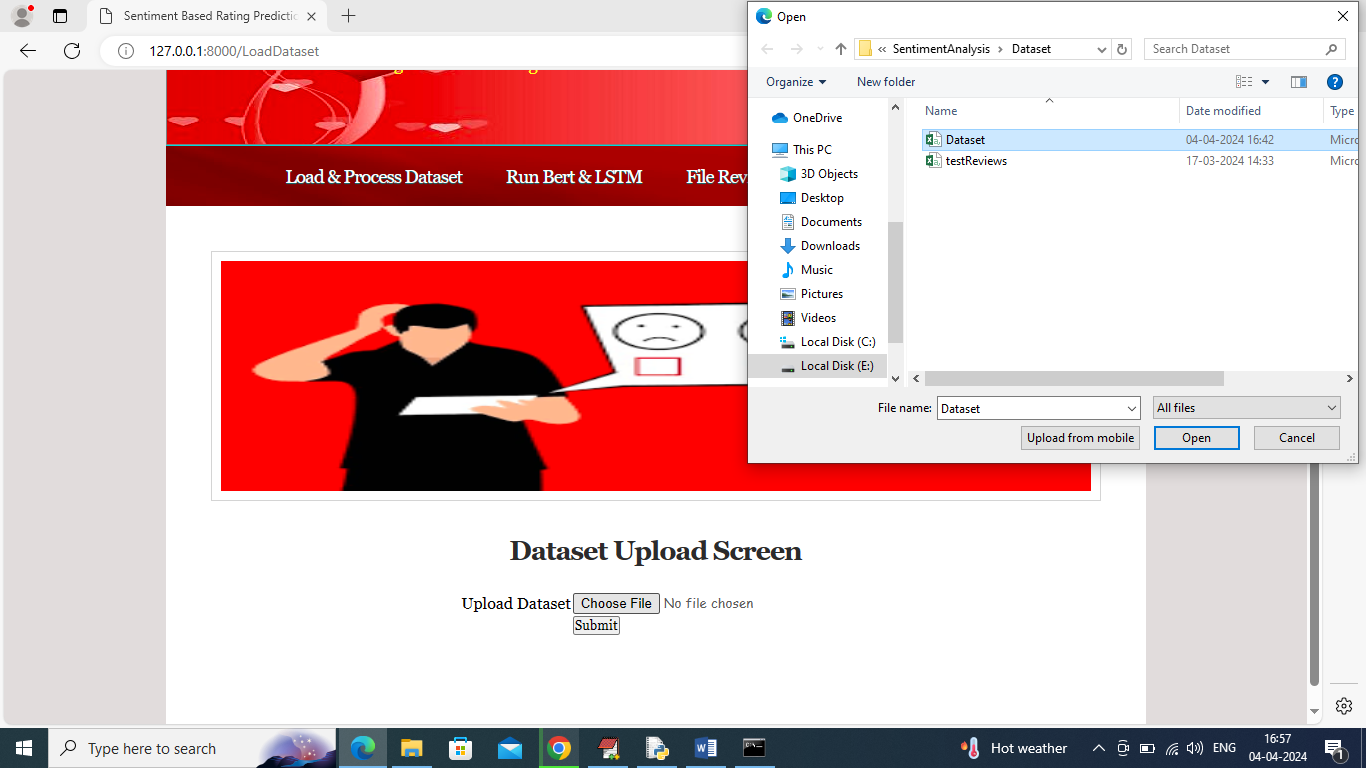 Sentiment Based Rating Predictic
127.0.0.1:8000/LoadDataset
Load & Process Dataset
Run Bert & LSTM
File Rev
Dataset Upload Screen
Upload Dataset
Choose File
No file chosen
Submit
Open
« SentimentAnalysis › Dataset
Search Dataset
Organize
New folder
OneDrive
This PC
3D Objects
Desktop
Documents
Downloads
Music
Pictures
Videos
Local Disk (C:)
Local Disk (E:)
Name
Date modified
Type
Dataset
04-04-2024 16:42
Micro
testReviews
17-03-2024 14:33
Micro
File name:
Dataset
All files
Upload from mobile
Open
Cancel
Type here to search
Hot weather
ENG
16:57
04-04-2024
1